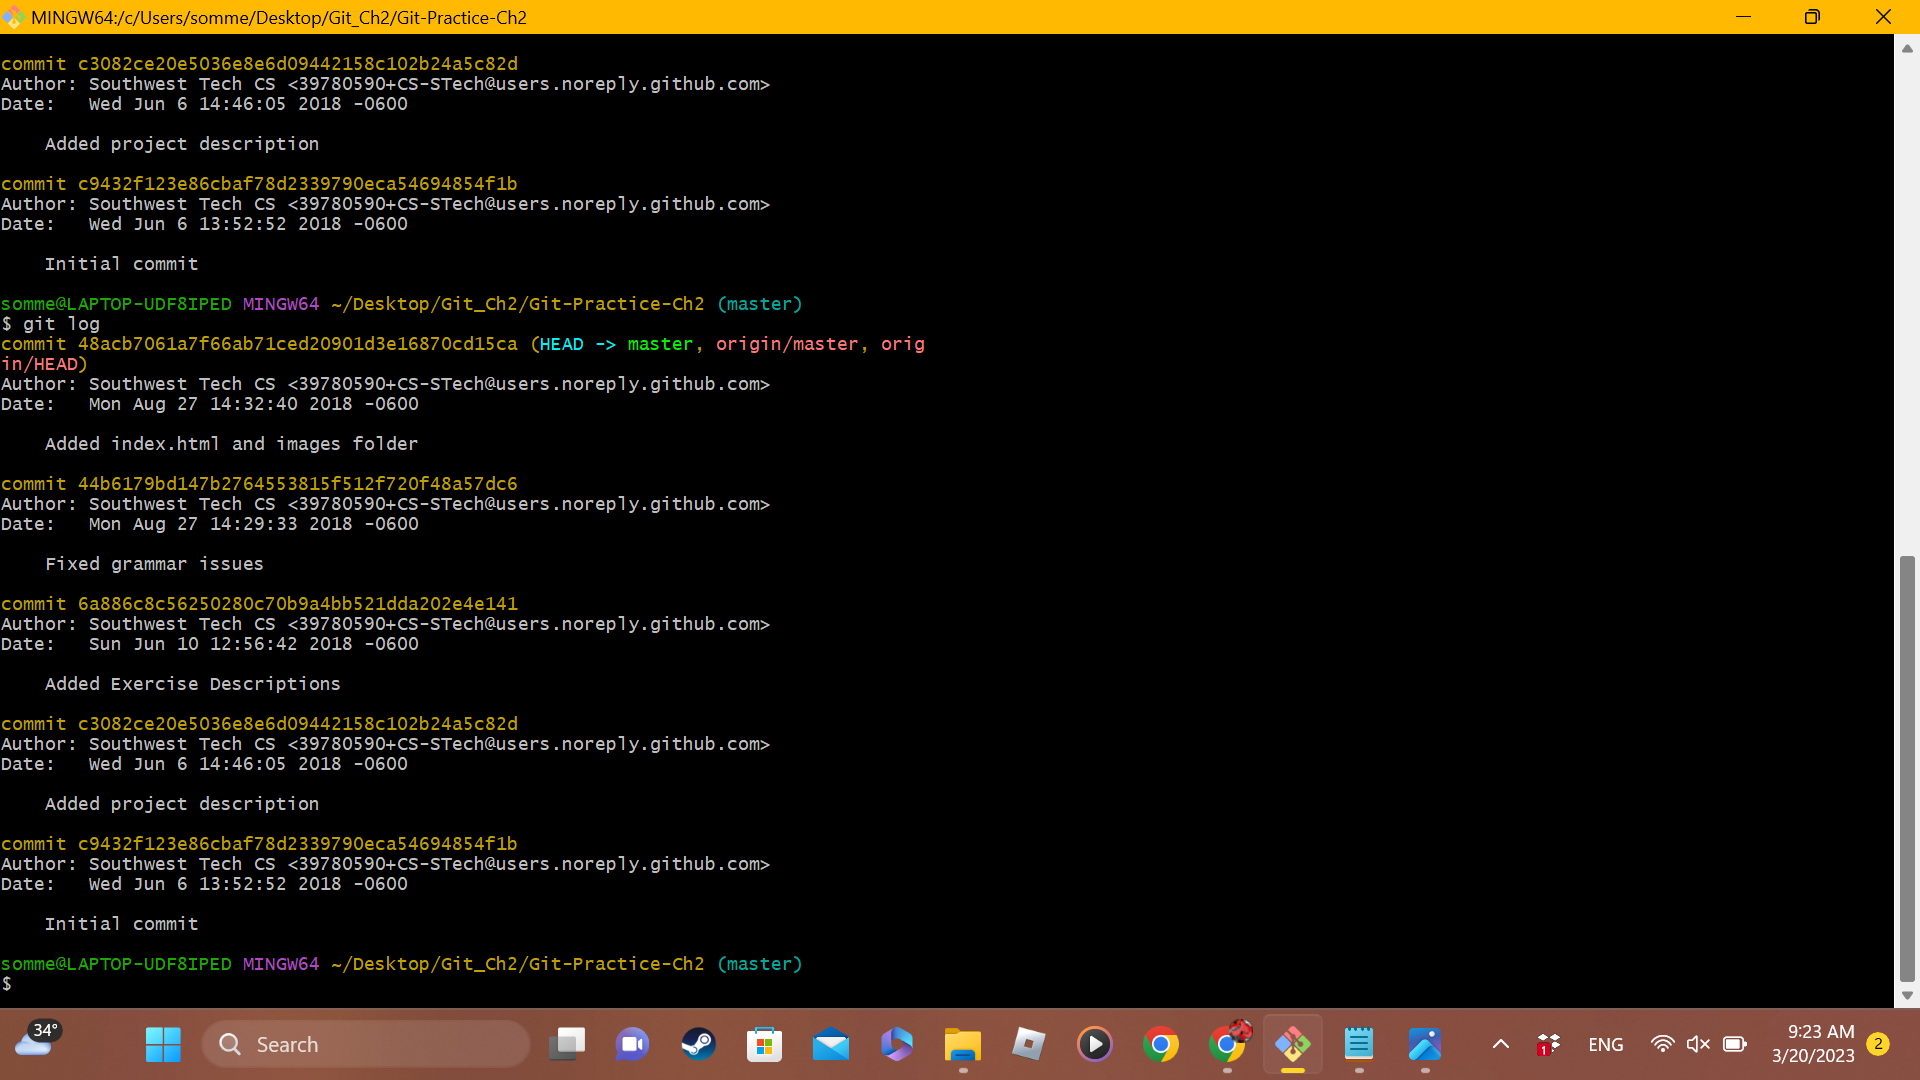 MINGW64:/c/Users/somme/Desktop/Git_Ch2/Git-Practice-Ch2
commit c3082ce20e5036e8e6d09442158c102b24a5c82d
Author: Southwest Tech CS <39780590+CS-STech@users.noreply.github.com>
Date:   Wed Jun 6 14:46:05 2018 -0600
    Added project description
commit c9432f123e86cbaf78d2339790eca54694854f1b
Author: Southwest Tech CS <39780590+CS-STech@users.noreply.github.com>
Date:   Wed Jun 6 13:52:52 2018 -0600
    Initial commit
somme@LAPTOP-UDF8IPED MINGW64 ~/Desktop/Git_Ch2/Git-Practice-Ch2 (master)
$ git log
commit 48acb7061a7f66ab71ced20901d3e16870cd15ca (HEAD -> master, origin/master, orig
in/HEAD)
Author: Southwest Tech CS <39780590+CS-STech@users.noreply.github.com>
Date:   Mon Aug 27 14:32:40 2018 -0600
    Added index.html and images folder
commit 44b6179bd147b2764553815f512f720f48a57dc6
Author: Southwest Tech CS <39780590+CS-STech@users.noreply.github.com>
Date:   Mon Aug 27 14:29:33 2018 -0600
    Fixed grammar issues
commit 6a886c8c56250280c70b9a4bb521dda202e4e141
Author: Southwest Tech CS <39780590+CS-STech@users.noreply.github.com>
Date:   Sun Jun 10 12:56:42 2018 -0600
    Added Exercise Descriptions
commit c3082ce20e5036e8e6d09442158c102b24a5c82d
Author: Southwest Tech CS <39780590+CS-STech@users.noreply.github.com>
Date:   Wed Jun 6 14:46:05 2018 -0600
    Added project description
commit c9432f123e86cbaf78d2339790eca54694854f1b
Author: Southwest Tech CS <39780590+CS-STech@users.noreply.github.com>
Date:   Wed Jun 6 13:52:52 2018 -0600
    Initial commit
somme@LAPTOP-UDF8IPED MINGW64 ~/Desktop/Git_Ch2/Git-Practice-Ch2 (master)
$
34°
Search
1
ENG
9:23 AM
3/20/2023
2